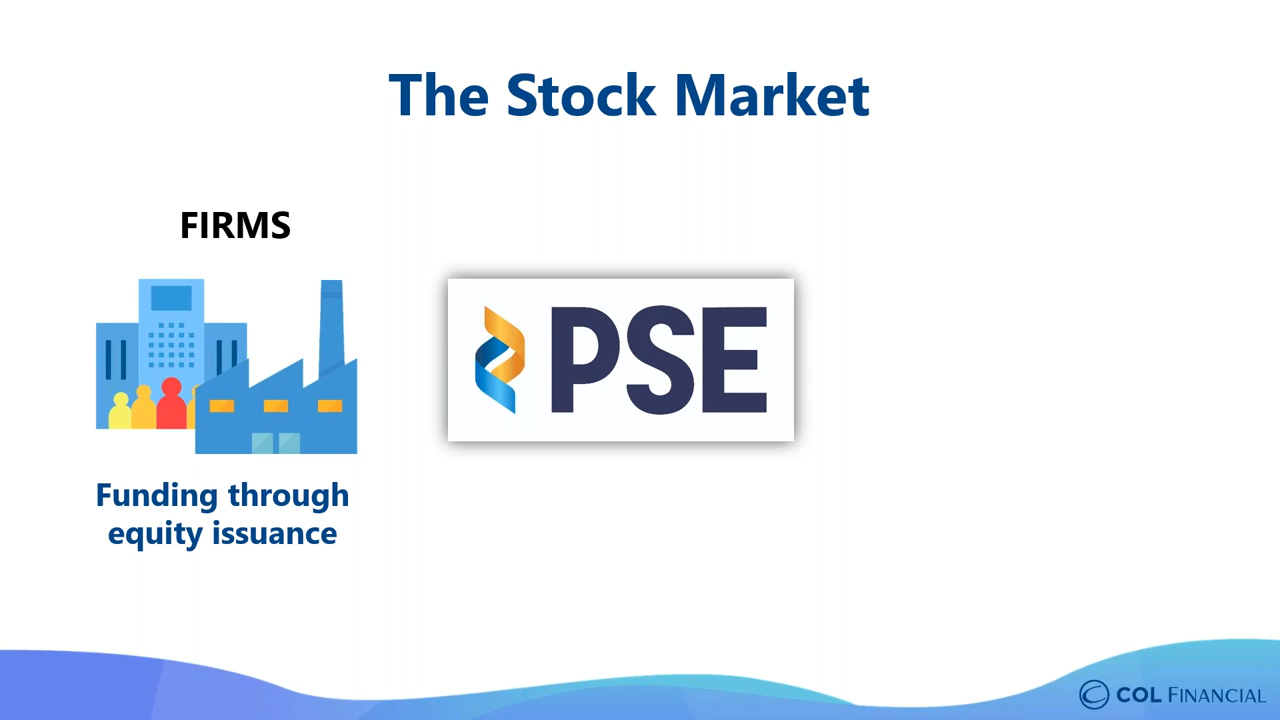 The Stock Market
FIRMS
PSE
Funding through
equity issuance
COL FINANCIAL